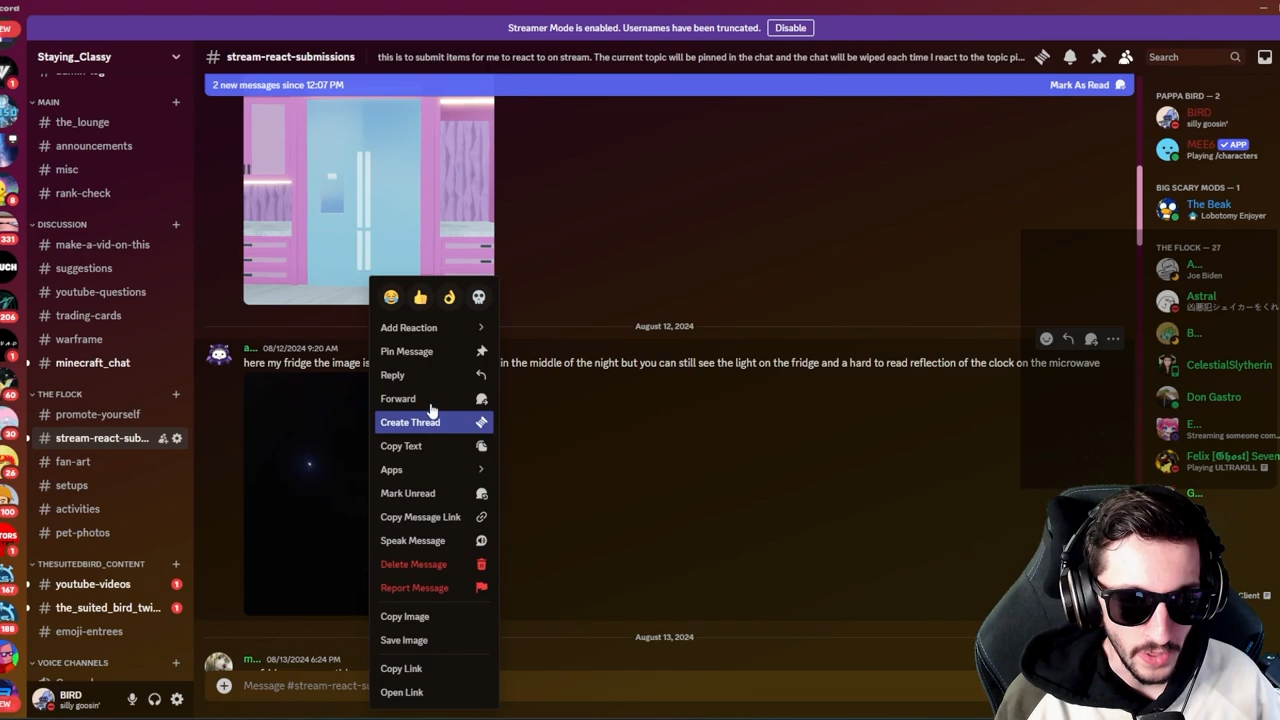 cord
Streamer Mode is enabled. Usernames have been truncated.
Disable
NEW
Staying_Classy
MAIN
the_lounge
announcements
misc
rank-check
DISCUSSION
make-a-vid-on-this
suggestions
youtube-questions
trading-cards
warframe
minecraft_chat
THE FLOCK
promote-yourself
stream-react-sub...
fan-art
setups
activities
pet-photos
THESUITEDBIRD_CONTENT
youtube-videos 1
the_suited_bird_twi... 1
emoji-entrees
VOICE CHANNELS
BIRD
silly goosin'
stream-react-submissions
this is to submit items for me to react to on stream. The current topic will be pinned in the chat and the chat will be wiped each time I react to the topic pi...
Search
2 new messages since 12:07 PM
Mark As Read
August 12, 2024
a... 08/12/2024 9:20 AM
here my fridge the image is
in the middle of the night but you can still see the light on the fridge and a hard to read reflection of the clock on the microwave
Add Reaction
Pin Message
Reply
Forward
Create Thread
Copy Text
Apps
Mark Unread
Copy Message Link
Speak Message
Delete Message
Report Message
Copy Image
Save Image
Copy Link
Open Link
August 13, 2024
m... 08/13/2024 6:24 PM
Message #stream-react-su
PAPPA BIRD — 2
BIRD
silly goosin'
MEE6 APP
Playing /characters
BIG SCARY MODS — 1
The Beak
Lobotomy Enjoyer
THE FLOCK — 27
A...
Joe Biden
Astral
B...
CelestialSlytherin
Don Gastro
E...
Streaming someone com...
Felix [𝕲𝖍𝖔𝖘𝖙] Seven
Playing ULTRAKILL
G...
Client